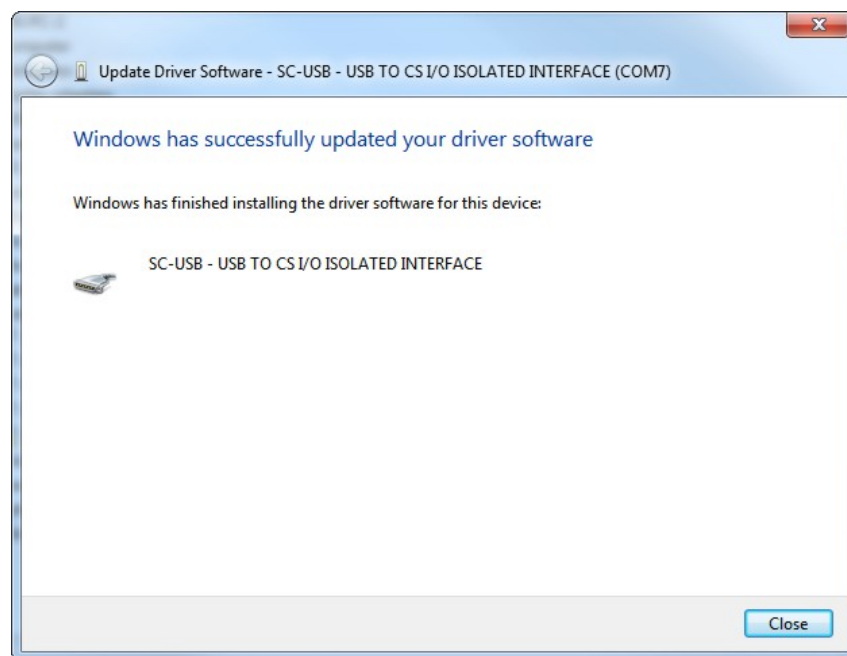 Update Driver Software - SC-USB - USB TO CS I/O ISOLATED INTERFACE (COM7)
Windows has successfully updated your driver software
Windows has finished installing the driver software for this device:
SC-USB - USB TO CS I/O ISOLATED INTERFACE
Close